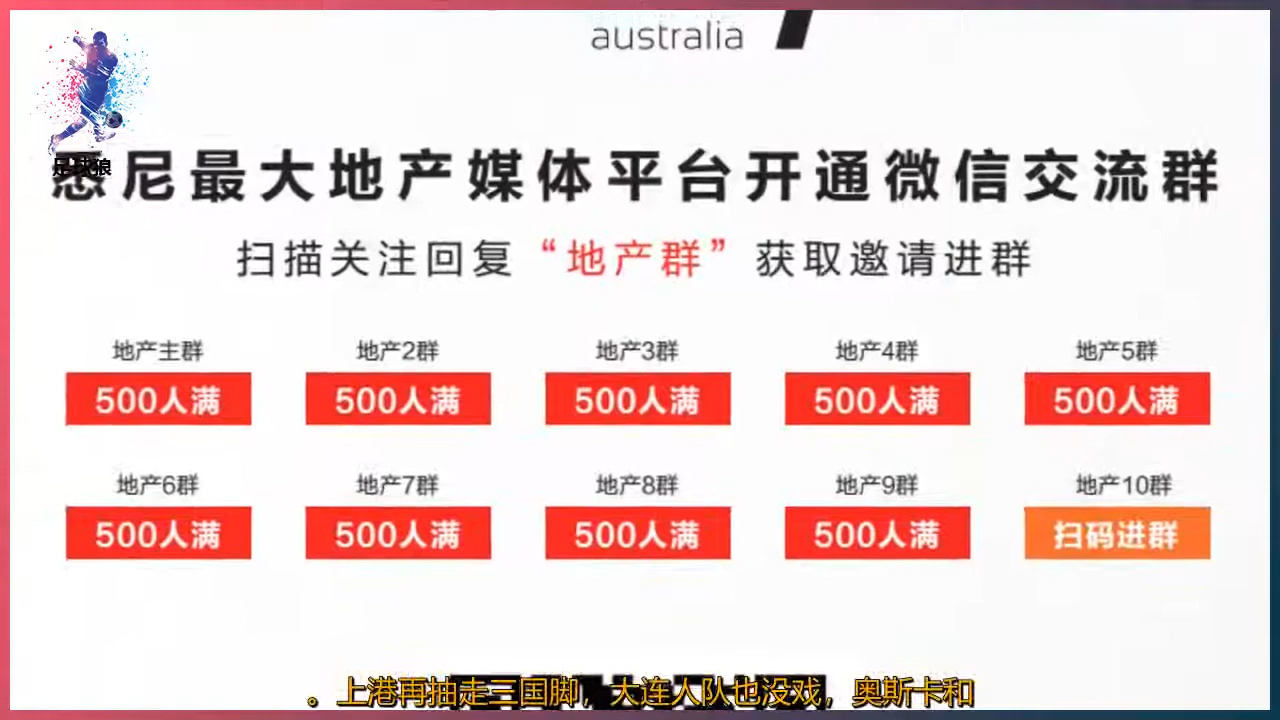 australia
足球狼
悉尼最大地产媒体平台开通微信交流群
扫描关注回复“地产群”获取邀请进群
地产主群 地产2群 地产3群 地产4群 地产5群
500人满 500人满 500人满 500人满 500人满
地产6群 地产7群 地产8群 地产9群 地产10群
500人满 500人满 500人满 500人满 扫码进群
。上港再抽走三国脚，大连人队也没戏，奥斯卡和